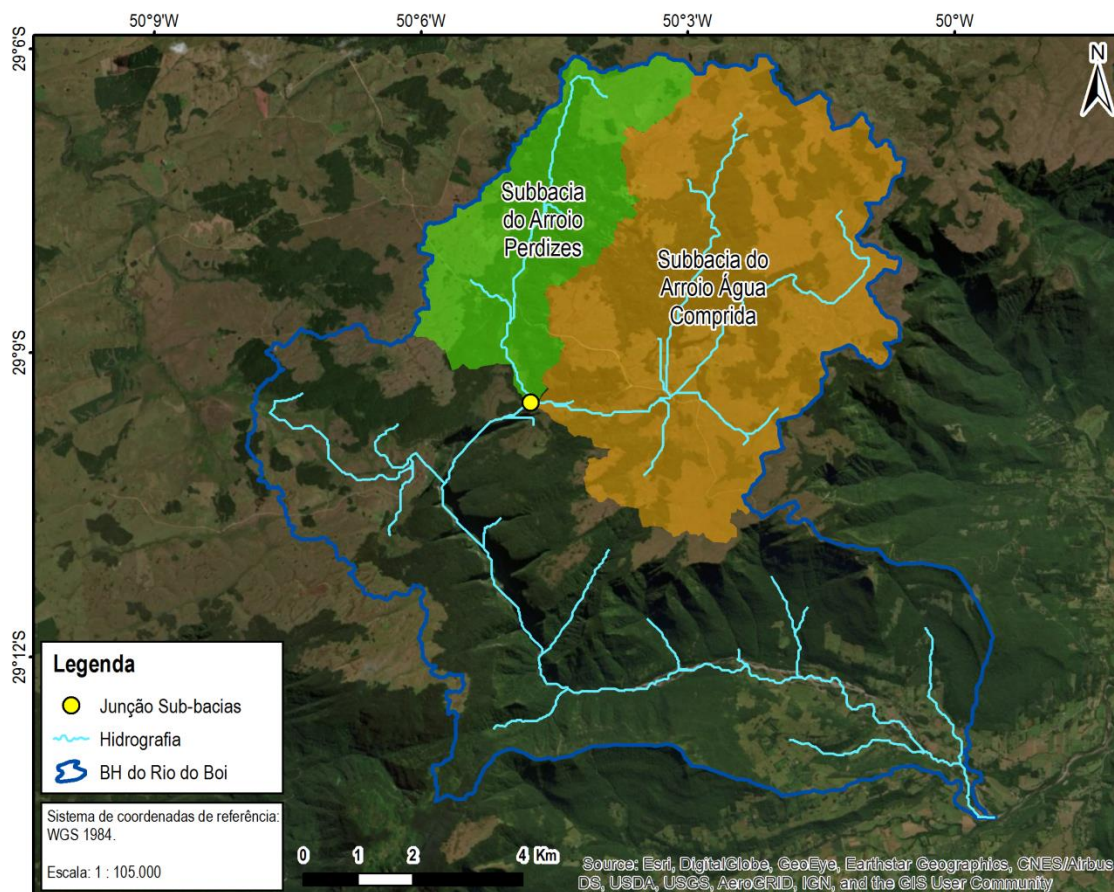 50°9'W
50°6'W
50°3'W
50°W
29°6'S
29°9'S
29°12'S
N
Subbacia
do Arroio
Perdizes
Subbacia do
Arroio Água
Comprida
Legenda
Junção Sub-bacias
Hidrografia
BH do Rio do Boi
Sistema de coordenadas de referência:
WGS 1984.
Escala: 1 : 105.000
0 1 2 4 Km
Source: Esri, DigitalGlobe, GeoEye, Earthstar Geographics, CNES/Airbus
DS, USDA, USGS, AeroGRID, IGN, and the GIS User Community